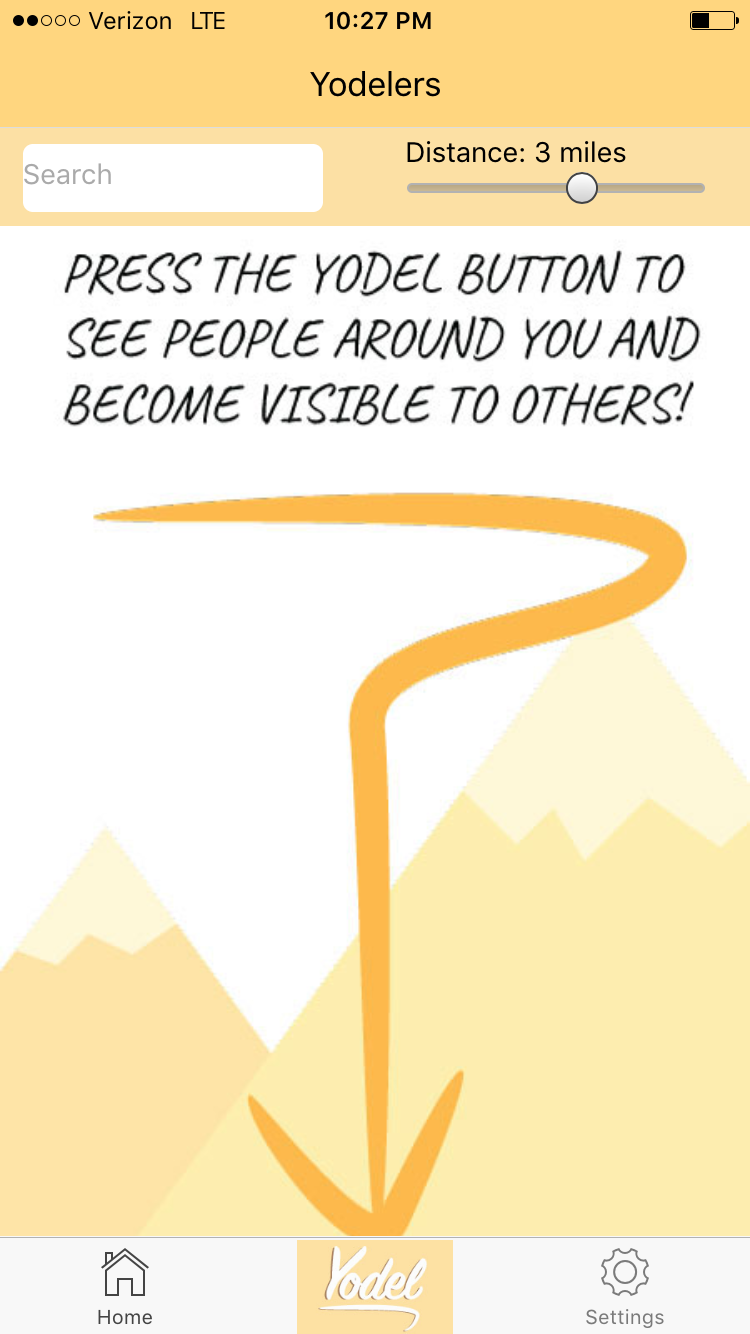 Verizon LTE 10:27 PM
Yodelers
Search
Distance: 3 miles
PRESS THE YODEL BUTTON TO
SEE PEOPLE AROUND YOU AND
BECOME VISIBLE TO OTHERS!
Home
Yodel
Settings